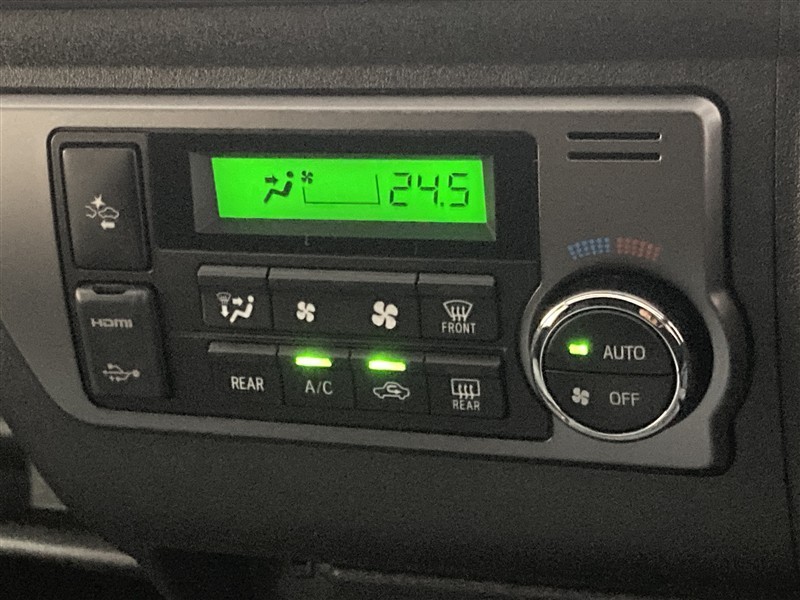 24.5
HDMI
FRONT
REAR
A/C
REAR
AUTO
OFF